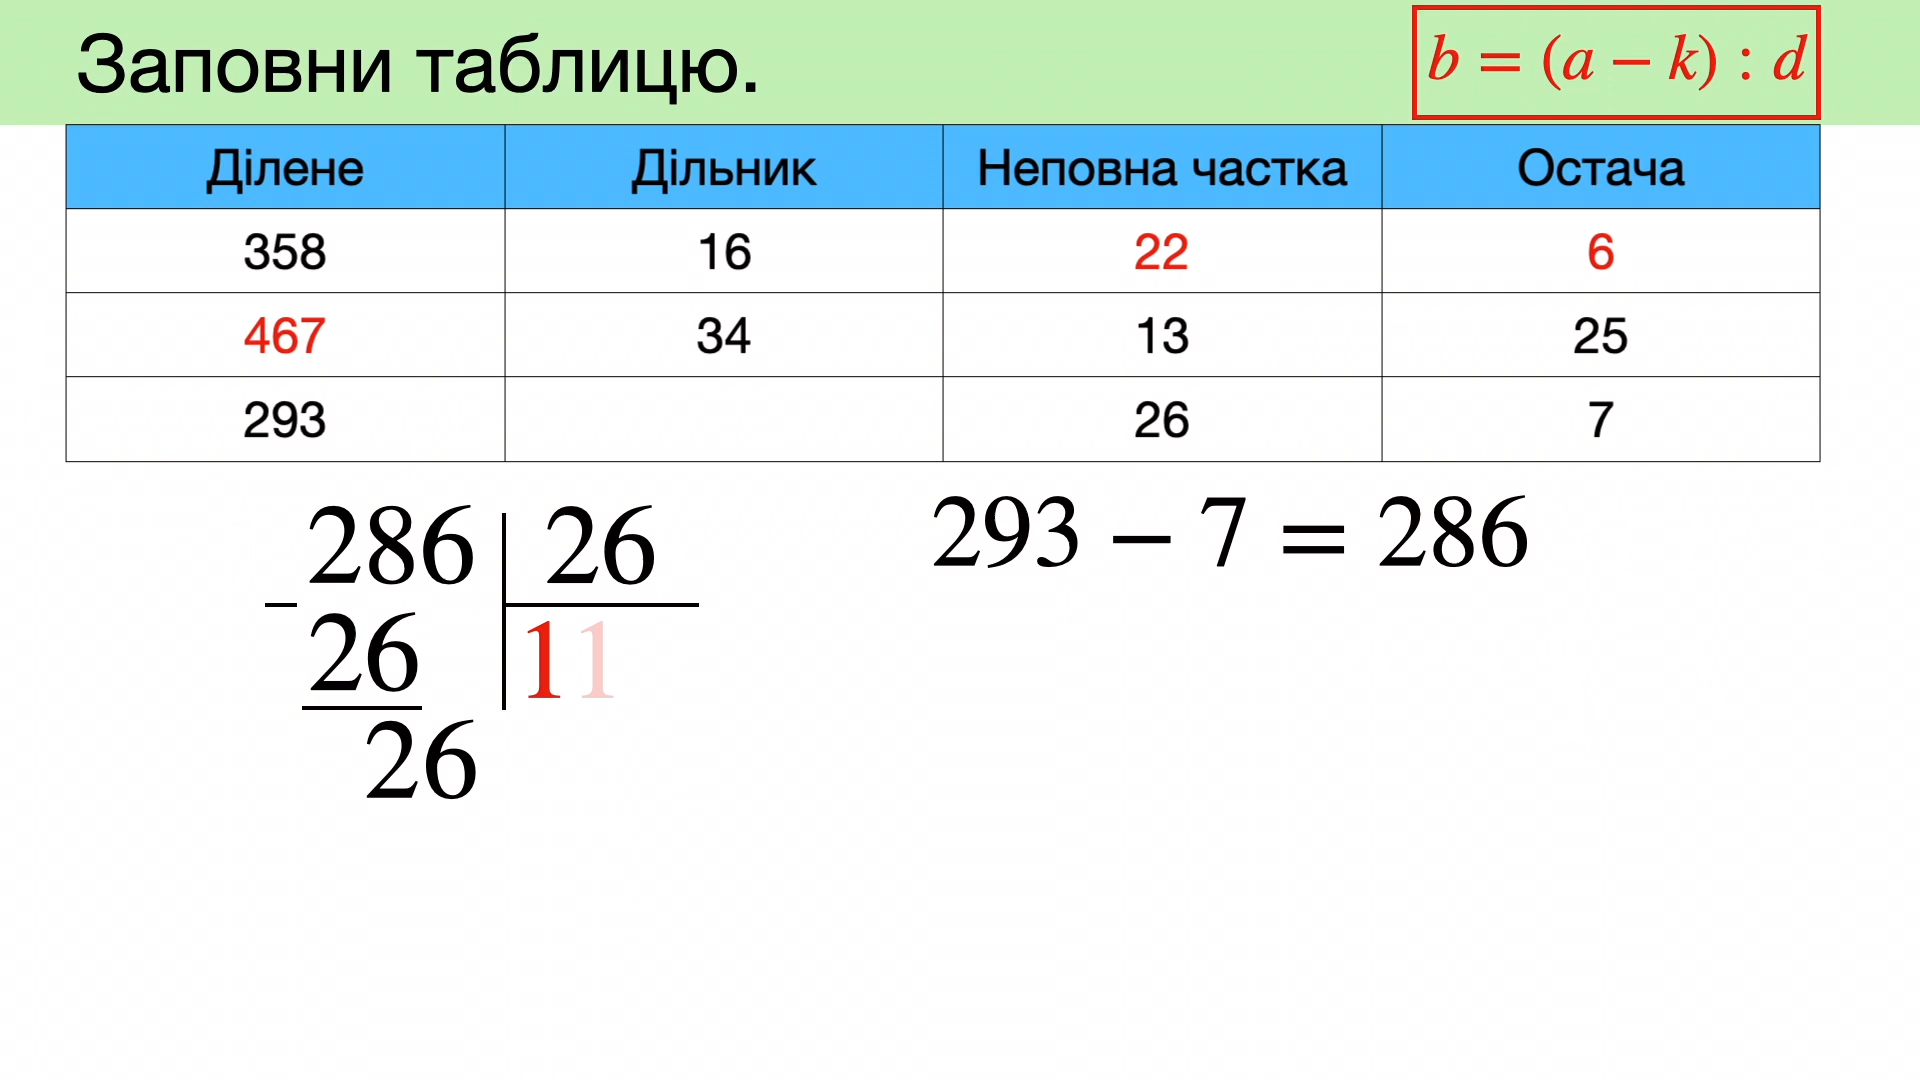 Заповни таблицю.
b = (a − k) : d
Ділене Дільник Неповна частка Остача
358 16 22 6
467 34 13 25
293 26 7
286 26
293 − 7 = 286
− 26 11
26